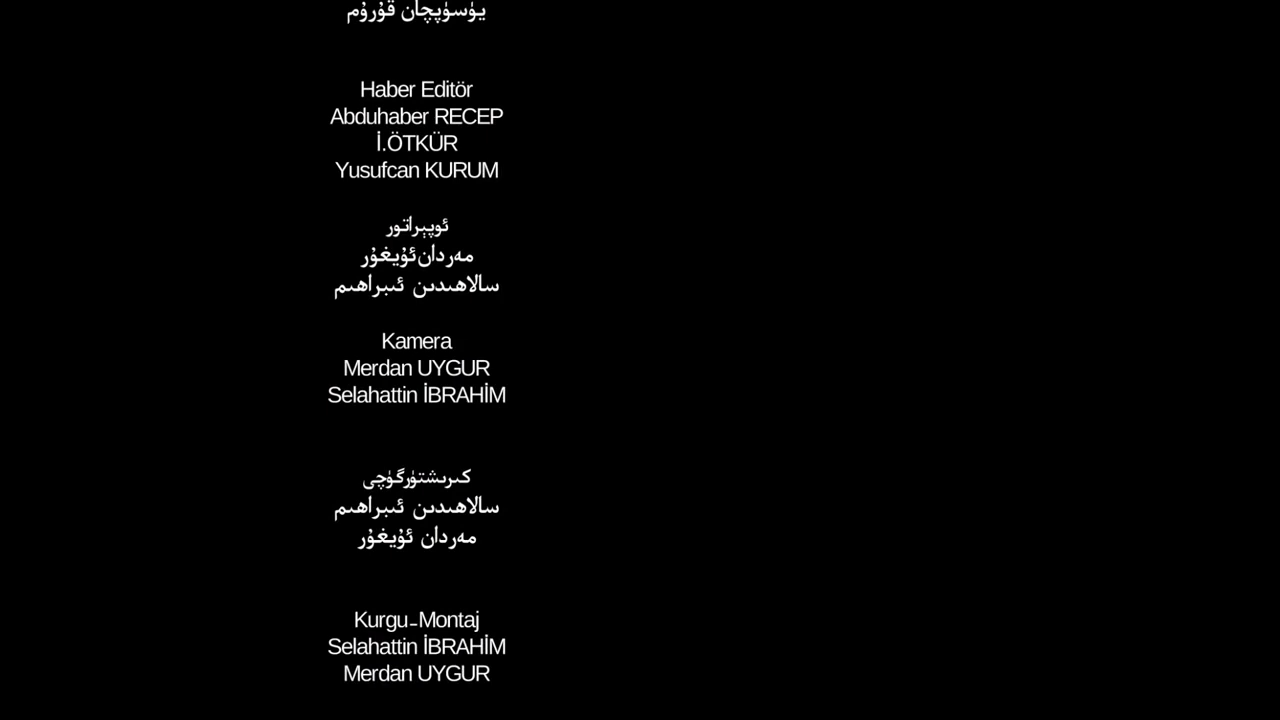 يۈسۈپچان قۇرۇم
Haber Editör
Abduhaber RECEP
İ.ÖTKÜR
Yusufcan KURUM
ئوپېراتور
مەردان ئۇيغۇر
سالاھىدىن ئىبراھىم
Kamera
Merdan UYGUR
Selahattin İBRAHİM
كىرىشتۈرگۈچى
سالاھىدىن ئىبراھىم
مەردان ئۇيغۇر
Kurgu-Montaj
Selahattin İBRAHİM
Merdan UYGUR